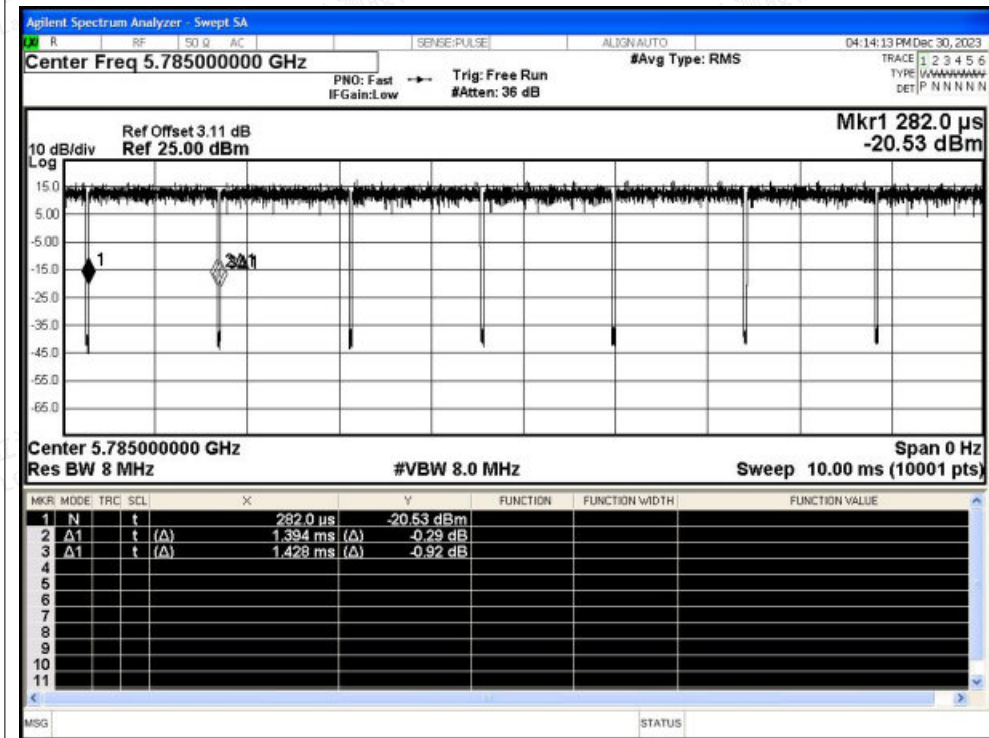 Agilent Spectrum Analyzer - Swept SA
R RF 50 Ω AC SENSE:PULSE ALIGN AUTO 04:14:13 PM Dec 30, 2023
Center Freq 5.785000000 GHz #Avg Type: RMS TRACE 1 2 3 4 5 6
PNO: Fast Trig: Free Run TYPE
IFGain:Low #Atten: 36 dB DET P N N N N N
Mkr1 282.0 µs
Ref Offset 3.11 dB
10 dB/div Ref 25.00 dBm -20.53 dBm
Log
15.0
5.00
-5.00
1
-15.0
-25.0
-35.0
-45.0
-55.0
-65.0
Center 5.785000000 GHz Span 0 Hz
Res BW 8 MHz #VBW 8.0 MHz Sweep 10.00 ms (10001 pts)
MKR MODE TRC SCL X Y FUNCTION FUNCTION WIDTH FUNCTION VALUE
1 N t 282.0 µs -20.53 dBm
2 Δ1 t (Δ) 1.394 ms (Δ) -0.29 dB
3 Δ1 t (Δ) 1.428 ms (Δ) -0.92 dB
4
5
6
7
8
9
10
11
MSG STATUS